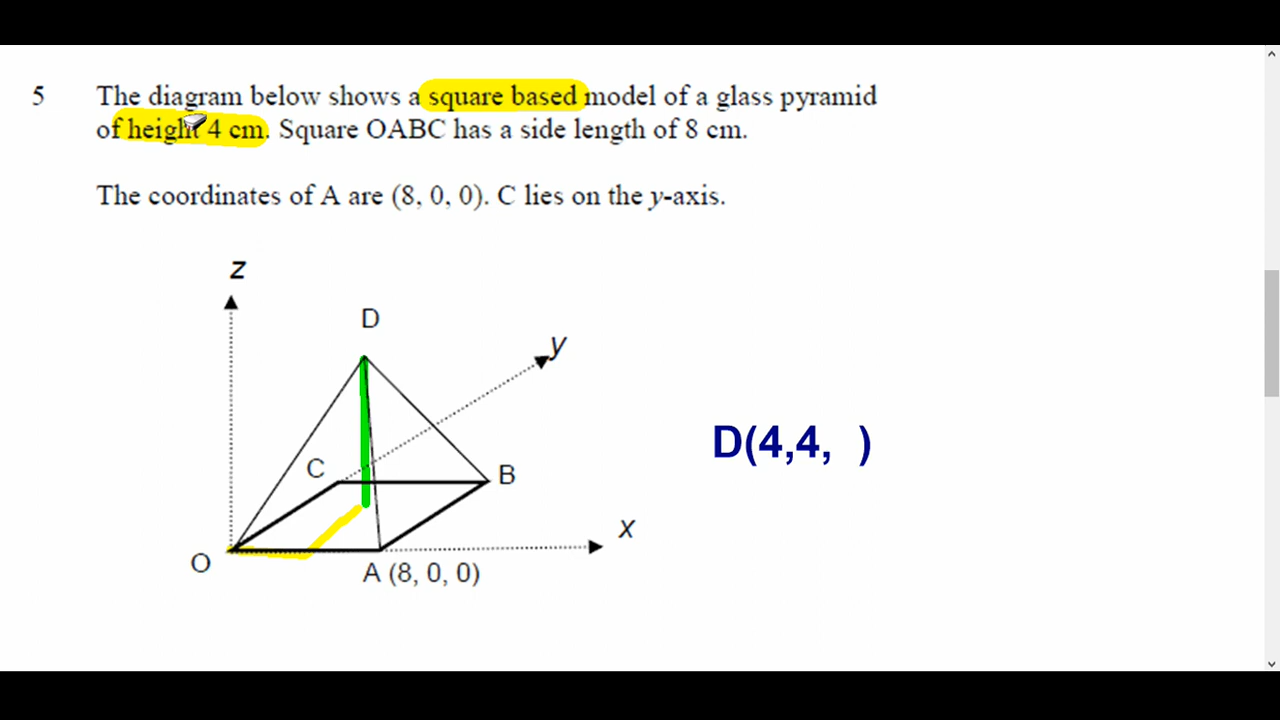 5 The diagram below shows a square based model of a glass pyramid
of height 4 cm. Square OABC has a side length of 8 cm.
The coordinates of A are (8, 0, 0). C lies on the y-axis.
z
D
y
C
B
D(4,4, )
x
O
A (8, 0, 0)